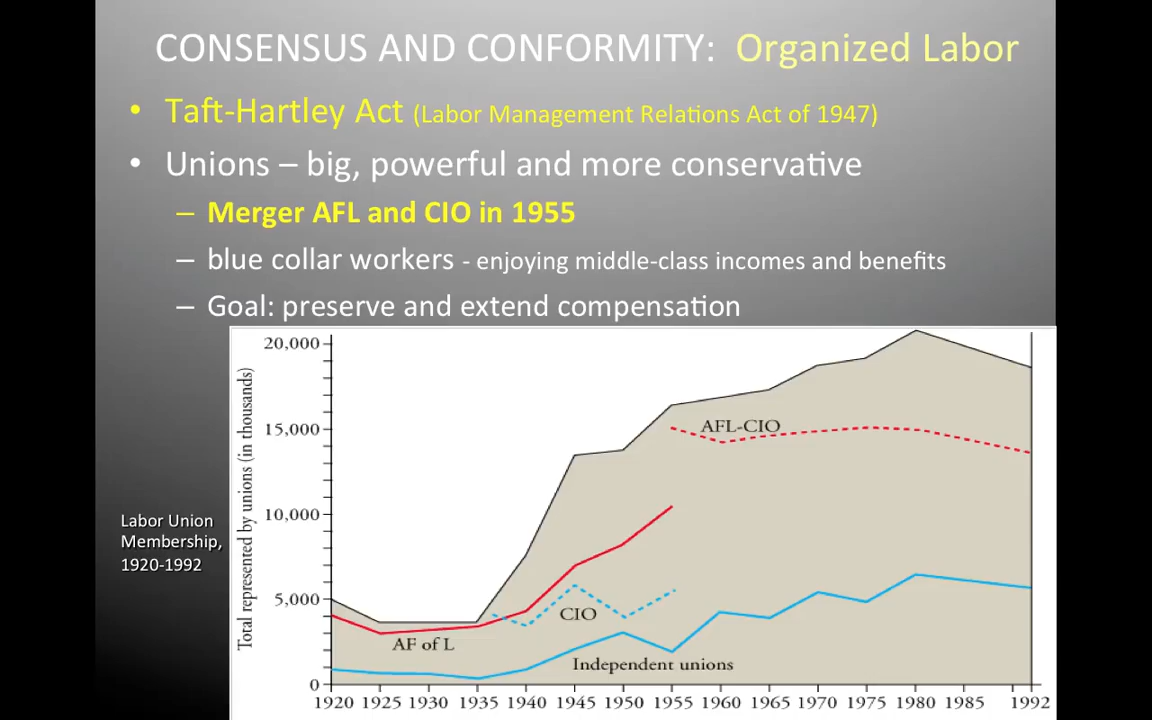 CONSENSUS AND CONFORMITY: Organized Labor
• Taft-Hartley Act (Labor Management Relations Act of 1947)
• Unions – big, powerful and more conservative
– Merger AFL and CIO in 1955
– blue collar workers - enjoying middle-class incomes and benefits
– Goal: preserve and extend compensation
Labor Union
Membership,
1920-1992
Total represented by unions (in thousands)
20,000
15,000
10,000
5,000
0
AFL-CIO
CIO
AF of L
Independent unions
1920 1925 1930 1935 1940 1945 1950 1955 1960 1965 1970 1975 1980 1985 1992